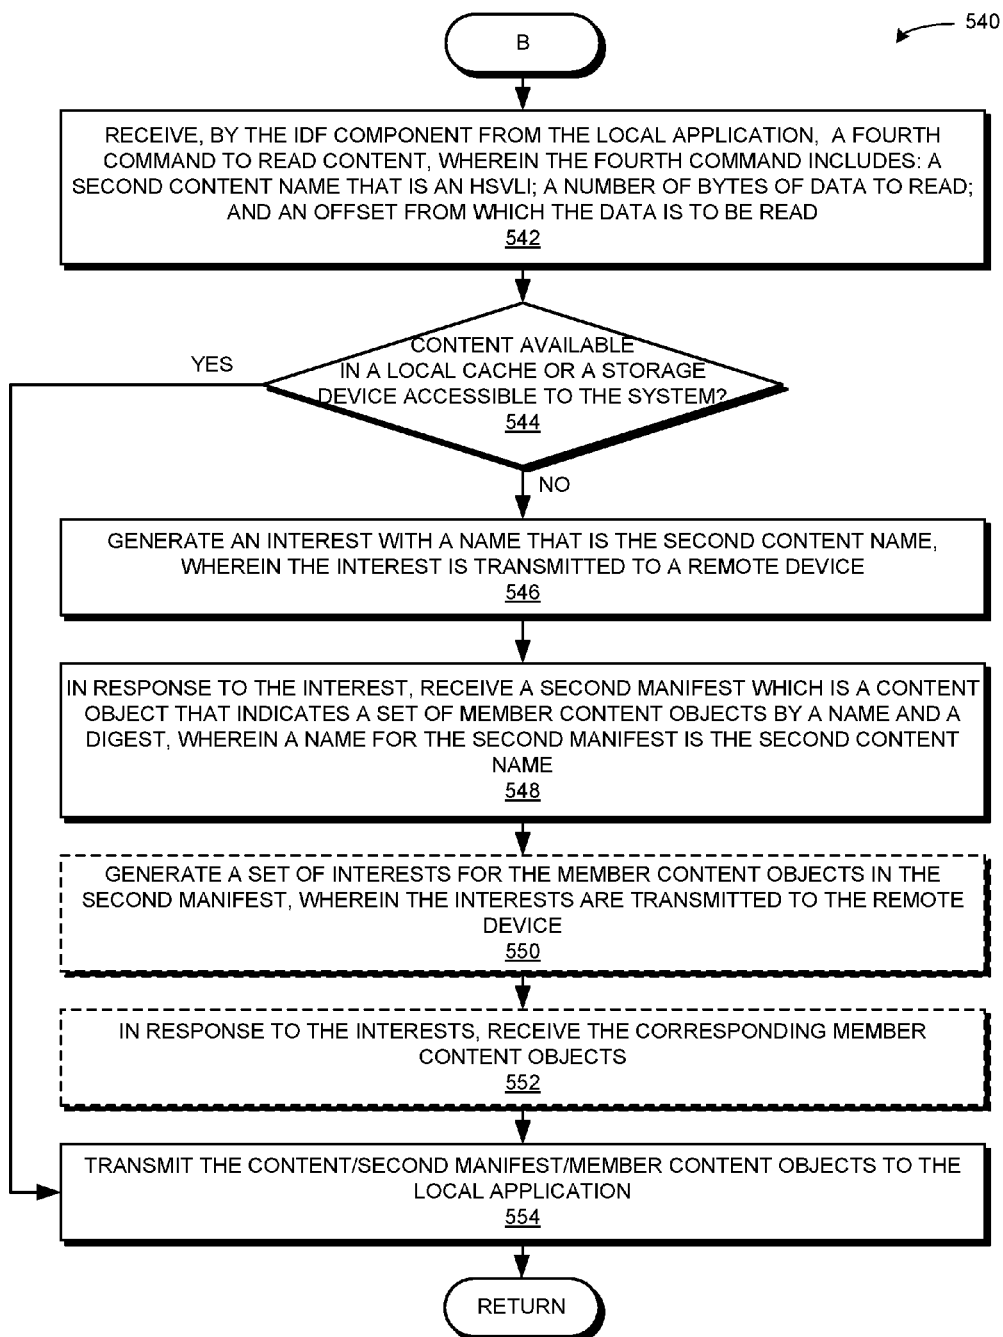 540
B
RECEIVE, BY THE IDF COMPONENT FROM THE LOCAL APPLICATION, A FOURTH
COMMAND TO READ CONTENT, WHEREIN THE FOURTH COMMAND INCLUDES: A
SECOND CONTENT NAME THAT IS AN HSVLI; A NUMBER OF BYTES OF DATA TO READ;
AND AN OFFSET FROM WHICH THE DATA IS TO BE READ
542
CONTENT AVAILABLE
IN A LOCAL CACHE OR A STORAGE
DEVICE ACCESSIBLE TO THE SYSTEM?
544
YES
NO
GENERATE AN INTEREST WITH A NAME THAT IS THE SECOND CONTENT NAME,
WHEREIN THE INTEREST IS TRANSMITTED TO A REMOTE DEVICE
546
IN RESPONSE TO THE INTEREST, RECEIVE A SECOND MANIFEST WHICH IS A CONTENT
OBJECT THAT INDICATES A SET OF MEMBER CONTENT OBJECTS BY A NAME AND A
DIGEST, WHEREIN A NAME FOR THE SECOND MANIFEST IS THE SECOND CONTENT
NAME
548
GENERATE A SET OF INTERESTS FOR THE MEMBER CONTENT OBJECTS IN THE
SECOND MANIFEST, WHEREIN THE INTERESTS ARE TRANSMITTED TO THE REMOTE
DEVICE
550
IN RESPONSE TO THE INTERESTS, RECEIVE THE CORRESPONDING MEMBER
CONTENT OBJECTS
552
TRANSMIT THE CONTENT/SECOND MANIFEST/MEMBER CONTENT OBJECTS TO THE
LOCAL APPLICATION
554
RETURN